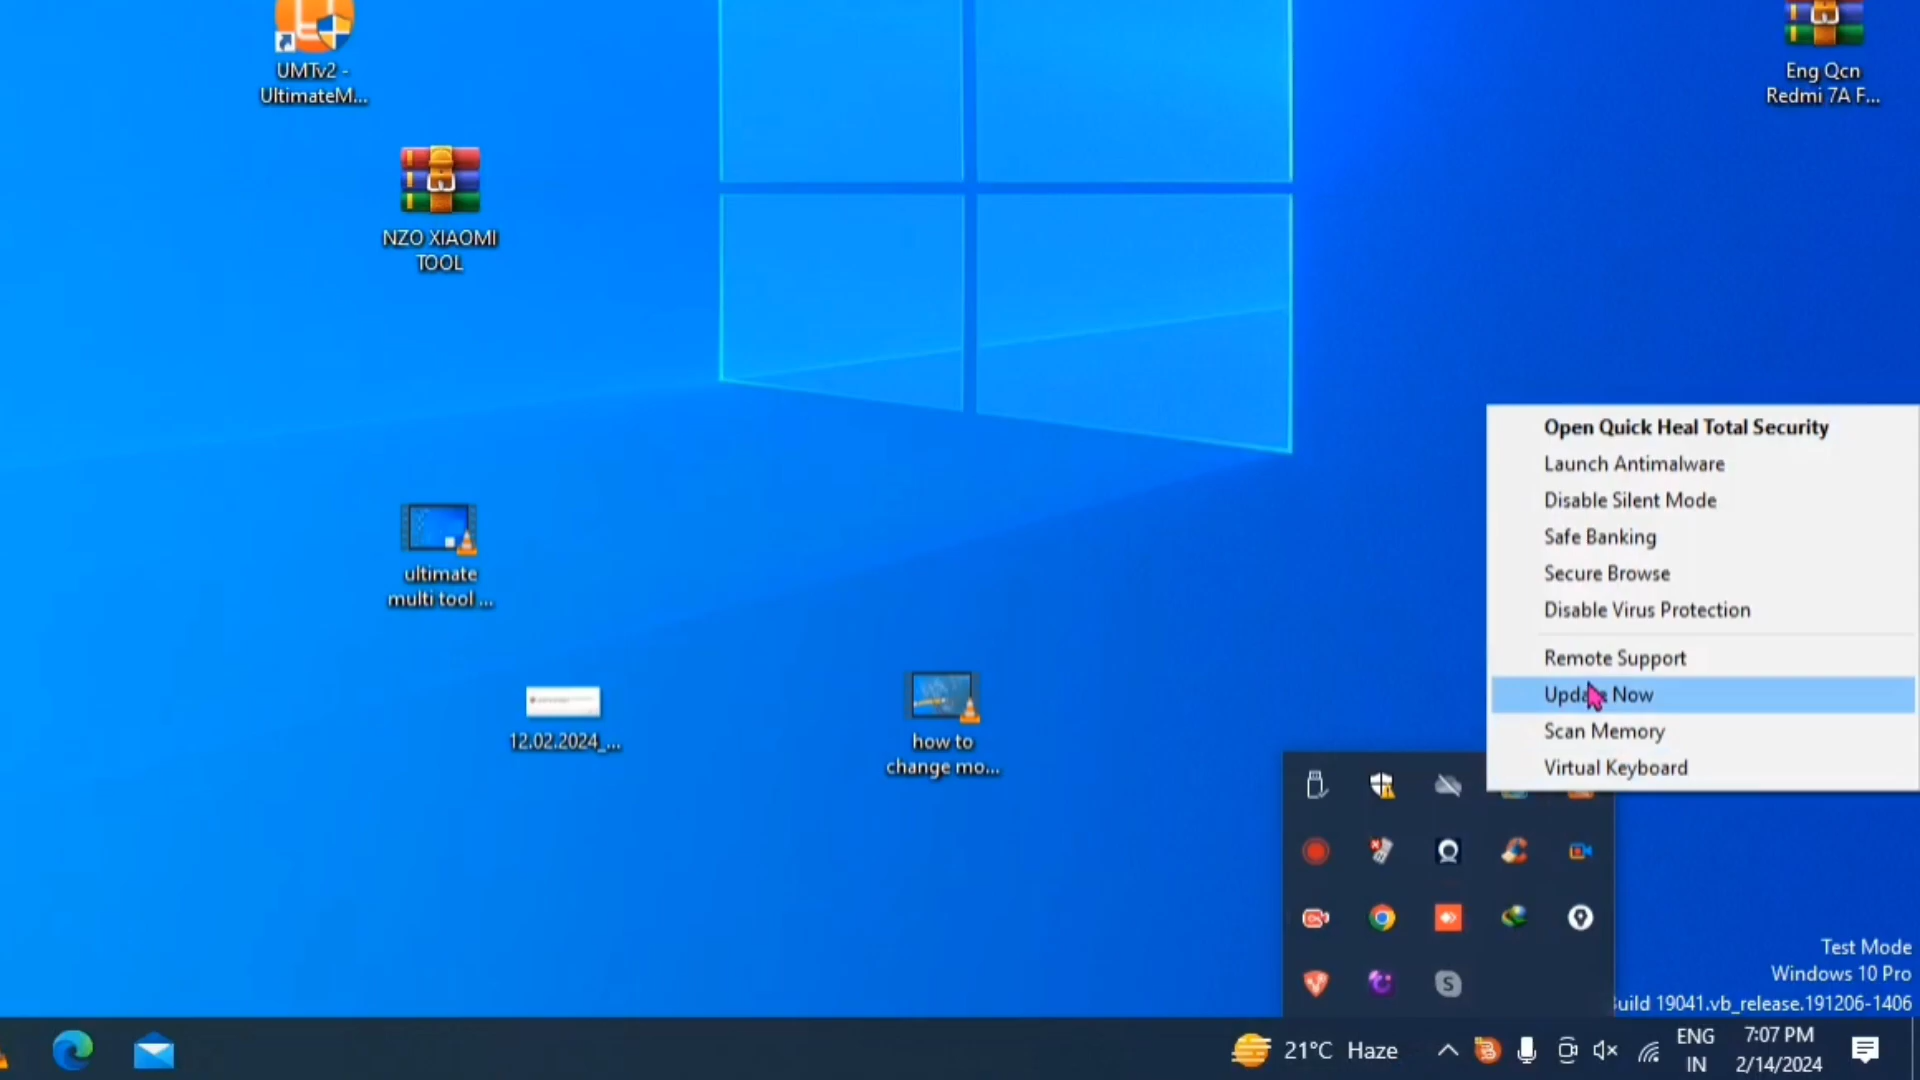 UMTv2 -
UltimateM...
Eng Qcn
Redmi 7A F...
NZO XIAOMI
TOOL
ultimate
multi tool ...
12.02.2024_...
how to
change mo...
Open Quick Heal Total Security
Launch Antimalware
Disable Silent Mode
Safe Banking
Secure Browse
Disable Virus Protection
Remote Support
Update Now
Scan Memory
Virtual Keyboard
Test Mode
Windows 10 Pro
uild 19041.vb_release.191206-1406
21°C Haze
ENG
IN
7:07 PM
2/14/2024